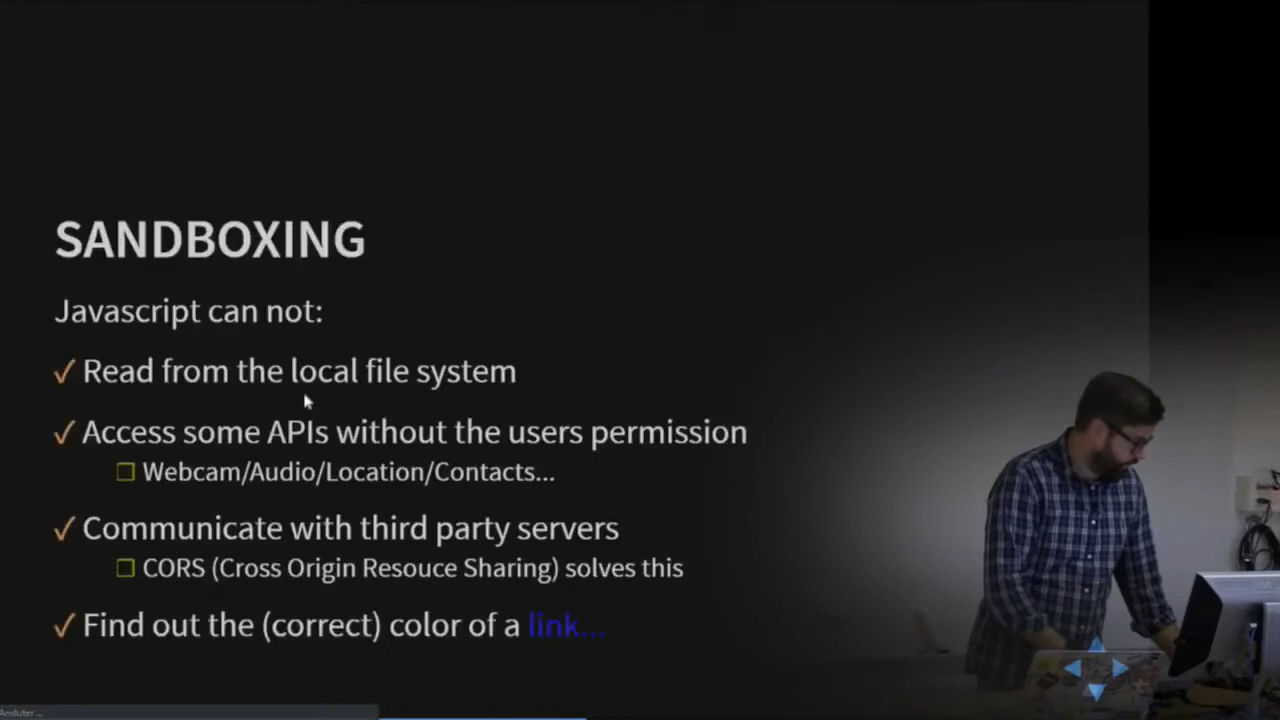 SANDBOXING
Javascript can not:
✓ Read from the local file system
✓ Access some APIs without the users permission
❐ Webcam/Audio/Location/Contacts...
✓ Communicate with third party servers
❐ CORS (Cross Origin Resouce Sharing) solves this
✓ Find out the (correct) color of a link...
Ansluter ...